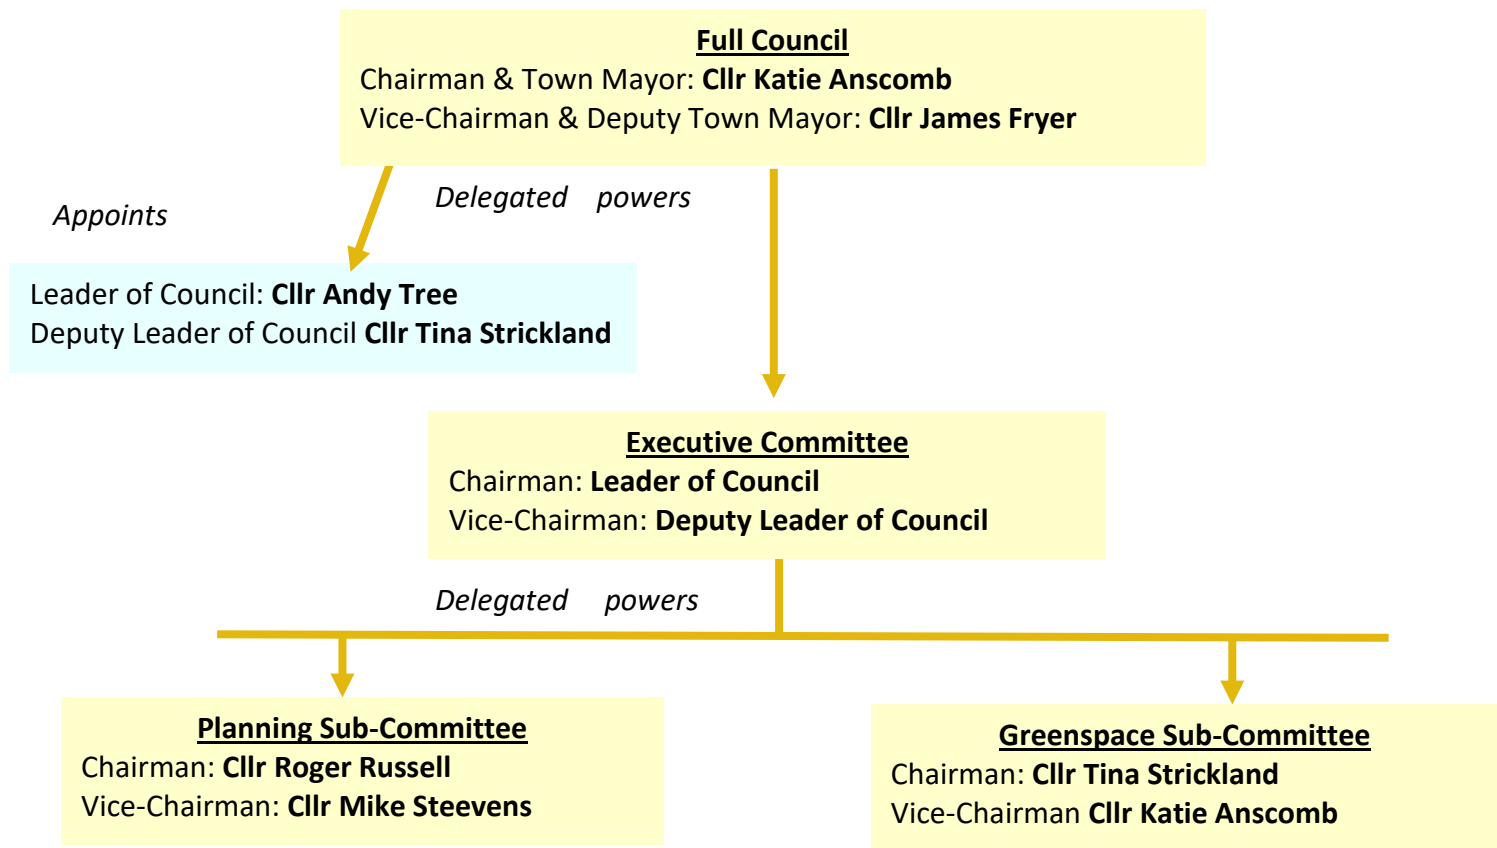 Full Council
Chairman & Town Mayor: Cllr Katie Anscomb
Vice-Chairman & Deputy Town Mayor: Cllr James Fryer
Appoints
Delegated powers
Leader of Council: Cllr Andy Tree
Deputy Leader of Council Cllr Tina Strickland
Executive Committee
Chairman: Leader of Council
Vice-Chairman: Deputy Leader of Council
Delegated powers
Planning Sub-Committee
Chairman: Cllr Roger Russell
Vice-Chairman: Cllr Mike Steevens
Greenspace Sub-Committee
Chairman: Cllr Tina Strickland
Vice-Chairman Cllr Katie Anscomb